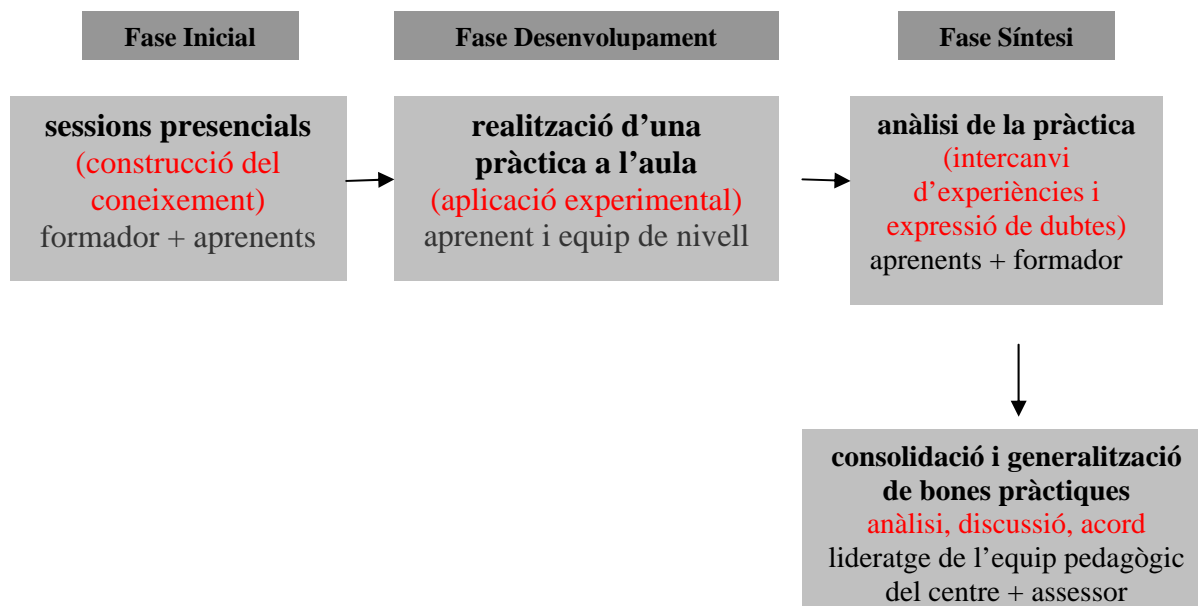 Fase Inicial
Fase Desenvolupament
Fase Síntesi
sessions presencials
(construcció del
coneixement)
formador + aprenents
realització d’una
pràctica a l’aula
(aplicació experimental)
aprenent i equip de nivell
anàlisi de la pràctica
(intercanvi
d’experiències i
expressió de dubtes)
aprenents + formador
consolidació i generalització
de bones pràctiques
anàlisi, discussió, acord
lideratge de l’equip pedagògic
del centre + assessor